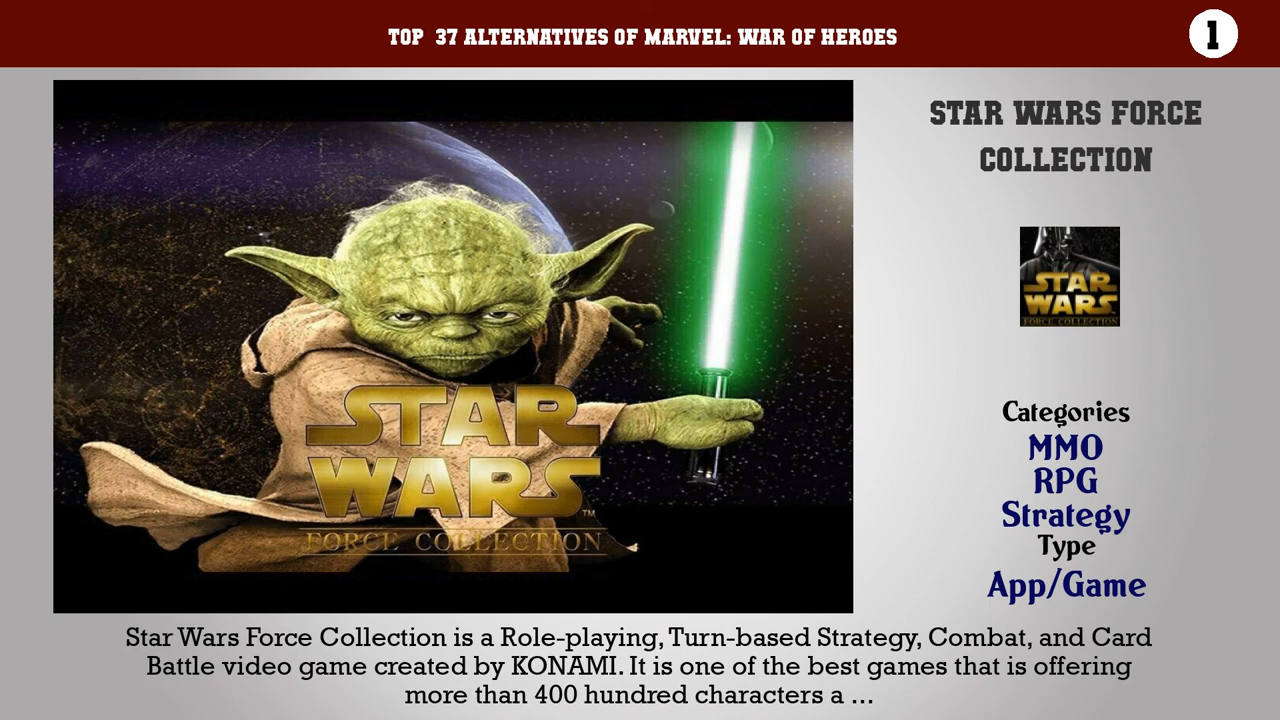 TOP 37 ALTERNATIVES OF MARVEL: WAR OF HEROES
1
STAR WARS FORCE
COLLECTION
STAR
WARS
TM
FORCE COLLECTION
STAR
WARS
FORCE COLLECTION
Categories
MMO
RPG
Strategy
Type
App/Game
Star Wars Force Collection is a Role-playing, Turn-based Strategy, Combat, and Card
Battle video game created by KONAMI. It is one of the best games that is offering
more than 400 hundred characters a ...